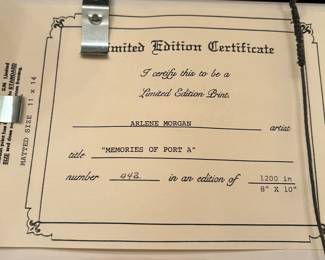 Limited Edition Certificate
I certify this to be a
Limited Edition Print.
ARLENE MORGAN artist
title "MEMORIES OF PORT A"
number 442 in an edition of 1200 in
8" X 10"
MATTED SIZE 11 X 14